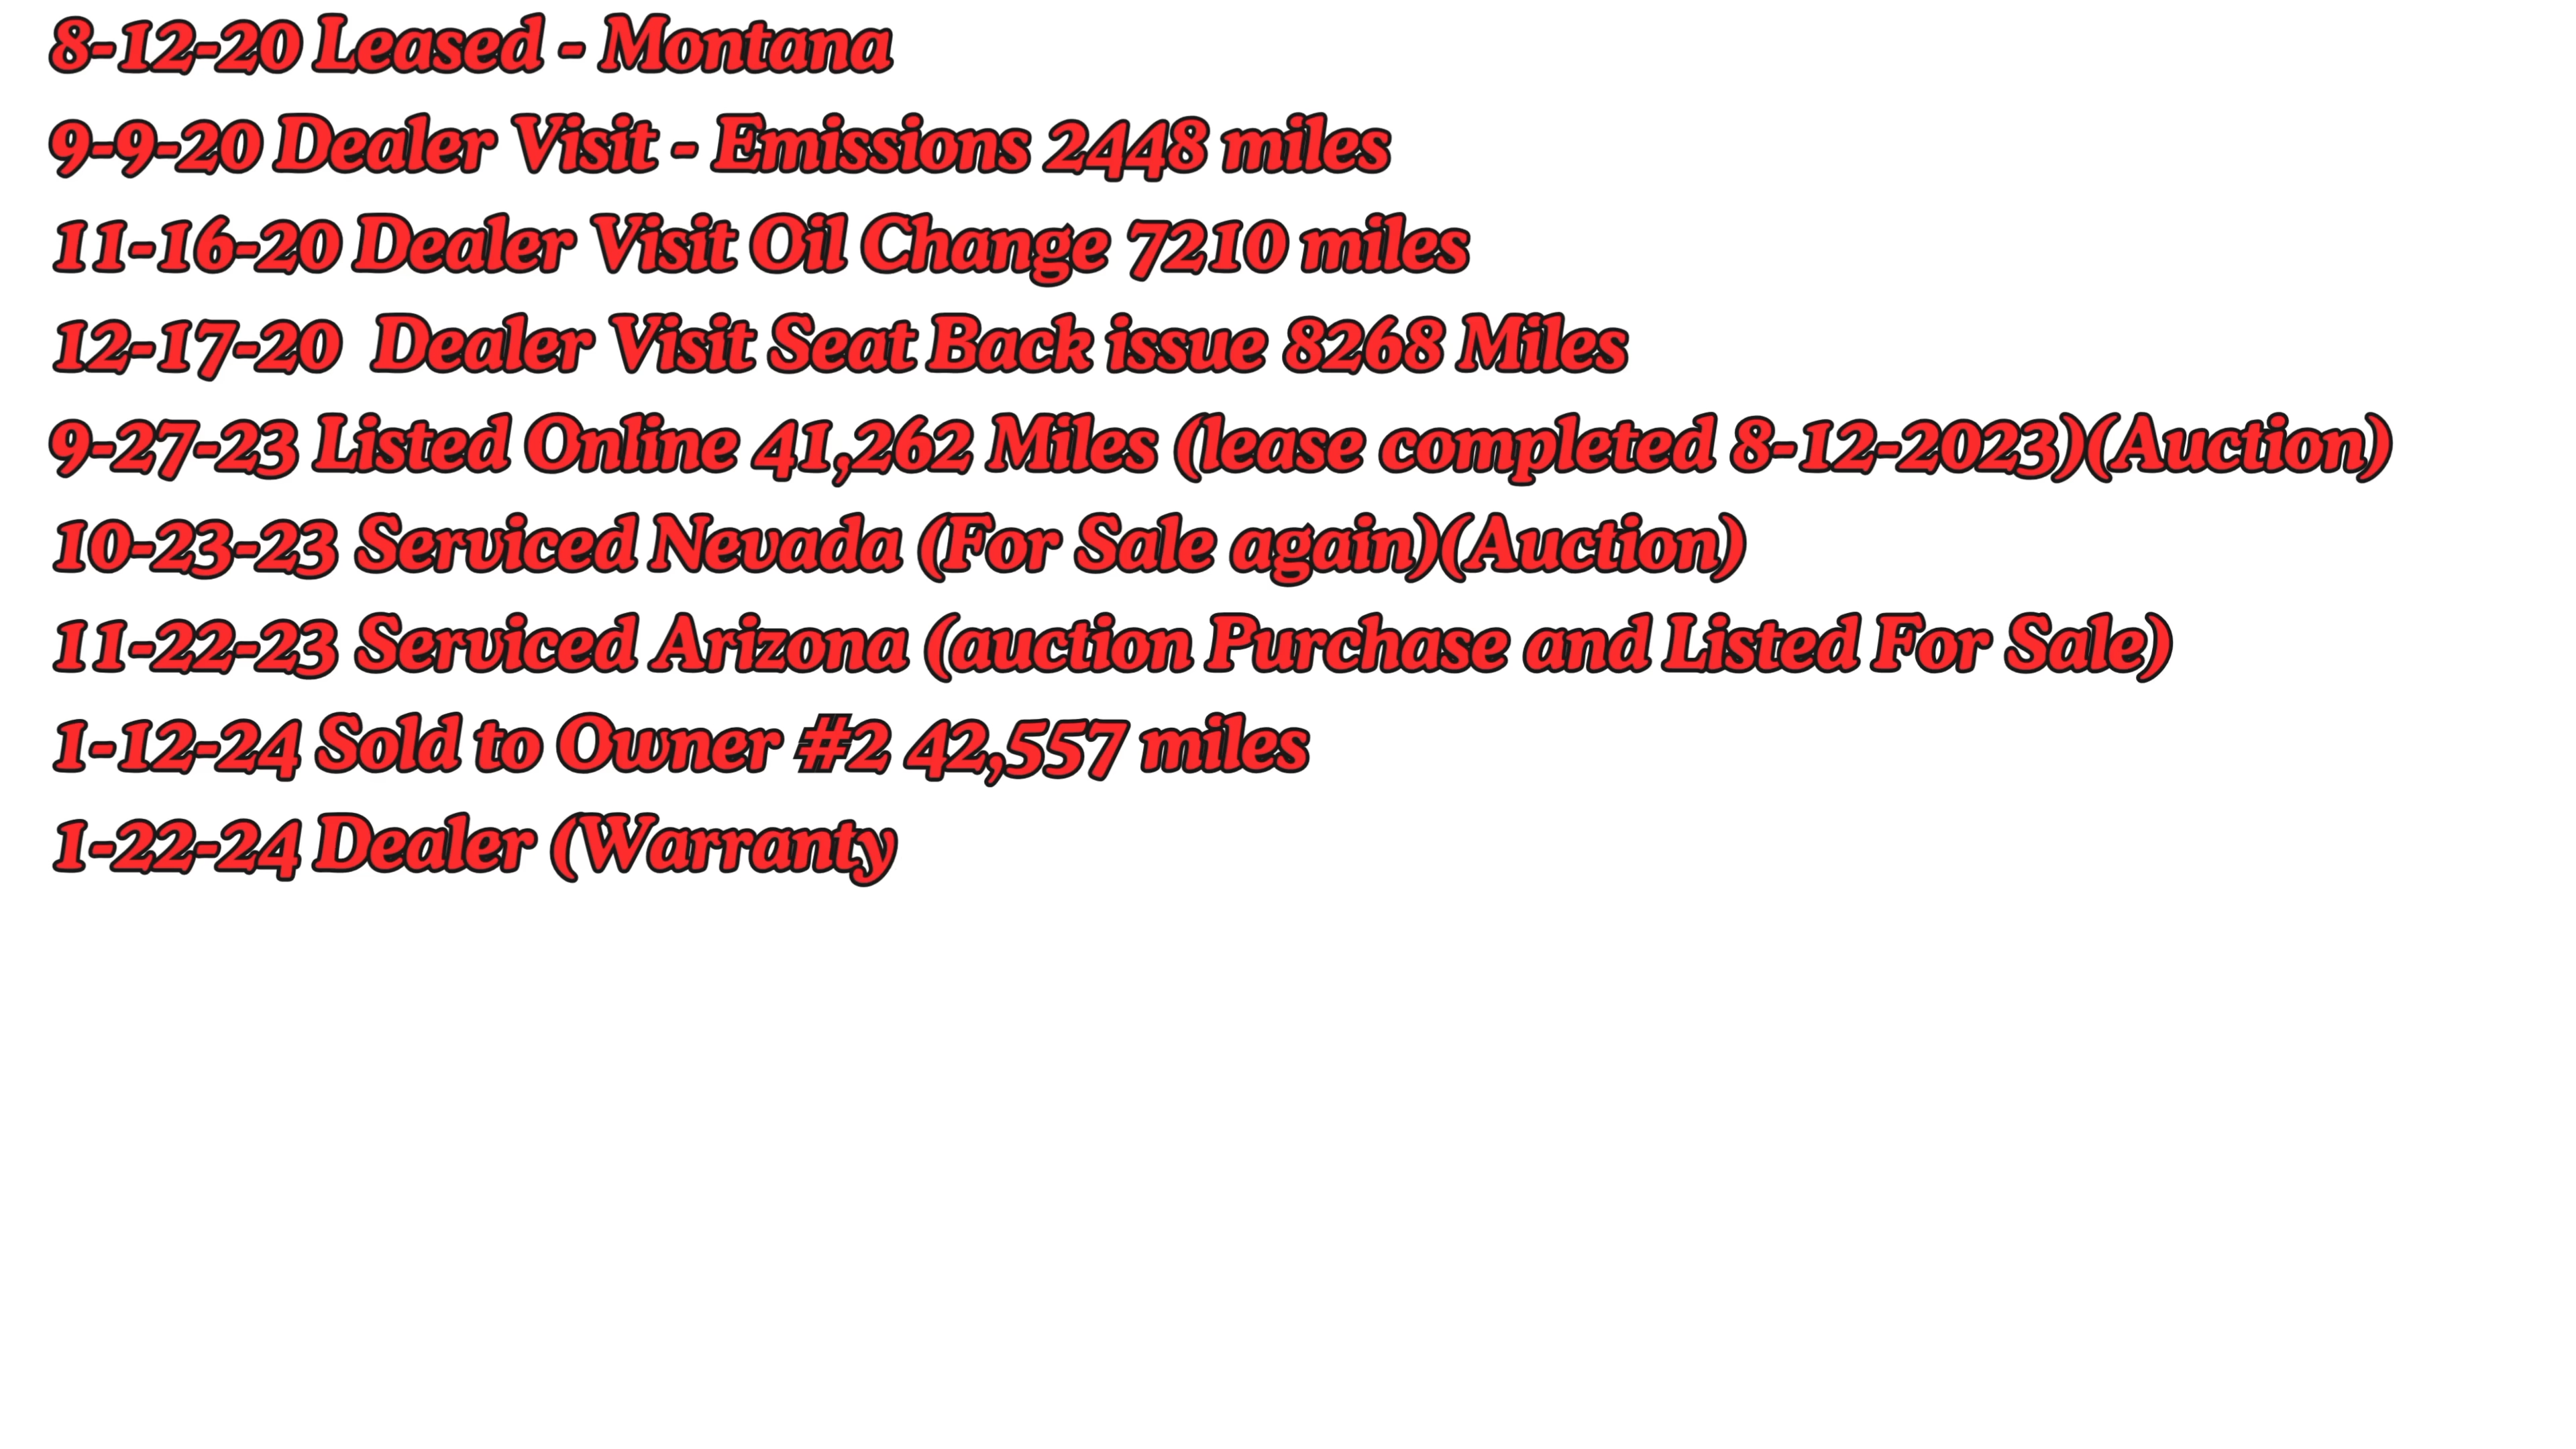 8-12-20 Leased - Montana
9-9-20 Dealer Visit - Emissions 2448 miles
11-16-20 Dealer Visit Oil Change 7210 miles
12-17-20  Dealer Visit Seat Back issue 8268 Miles
9-27-23 Listed Online 41,262 Miles (lease completed 8-12-2023)(Auction)
10-23-23 Serviced Nevada (For Sale again)(Auction)
11-22-23 Serviced Arizona (auction Purchase and Listed For Sale)
1-12-24 Sold to Owner #2 42,557 miles
1-22-24 Dealer (Warranty